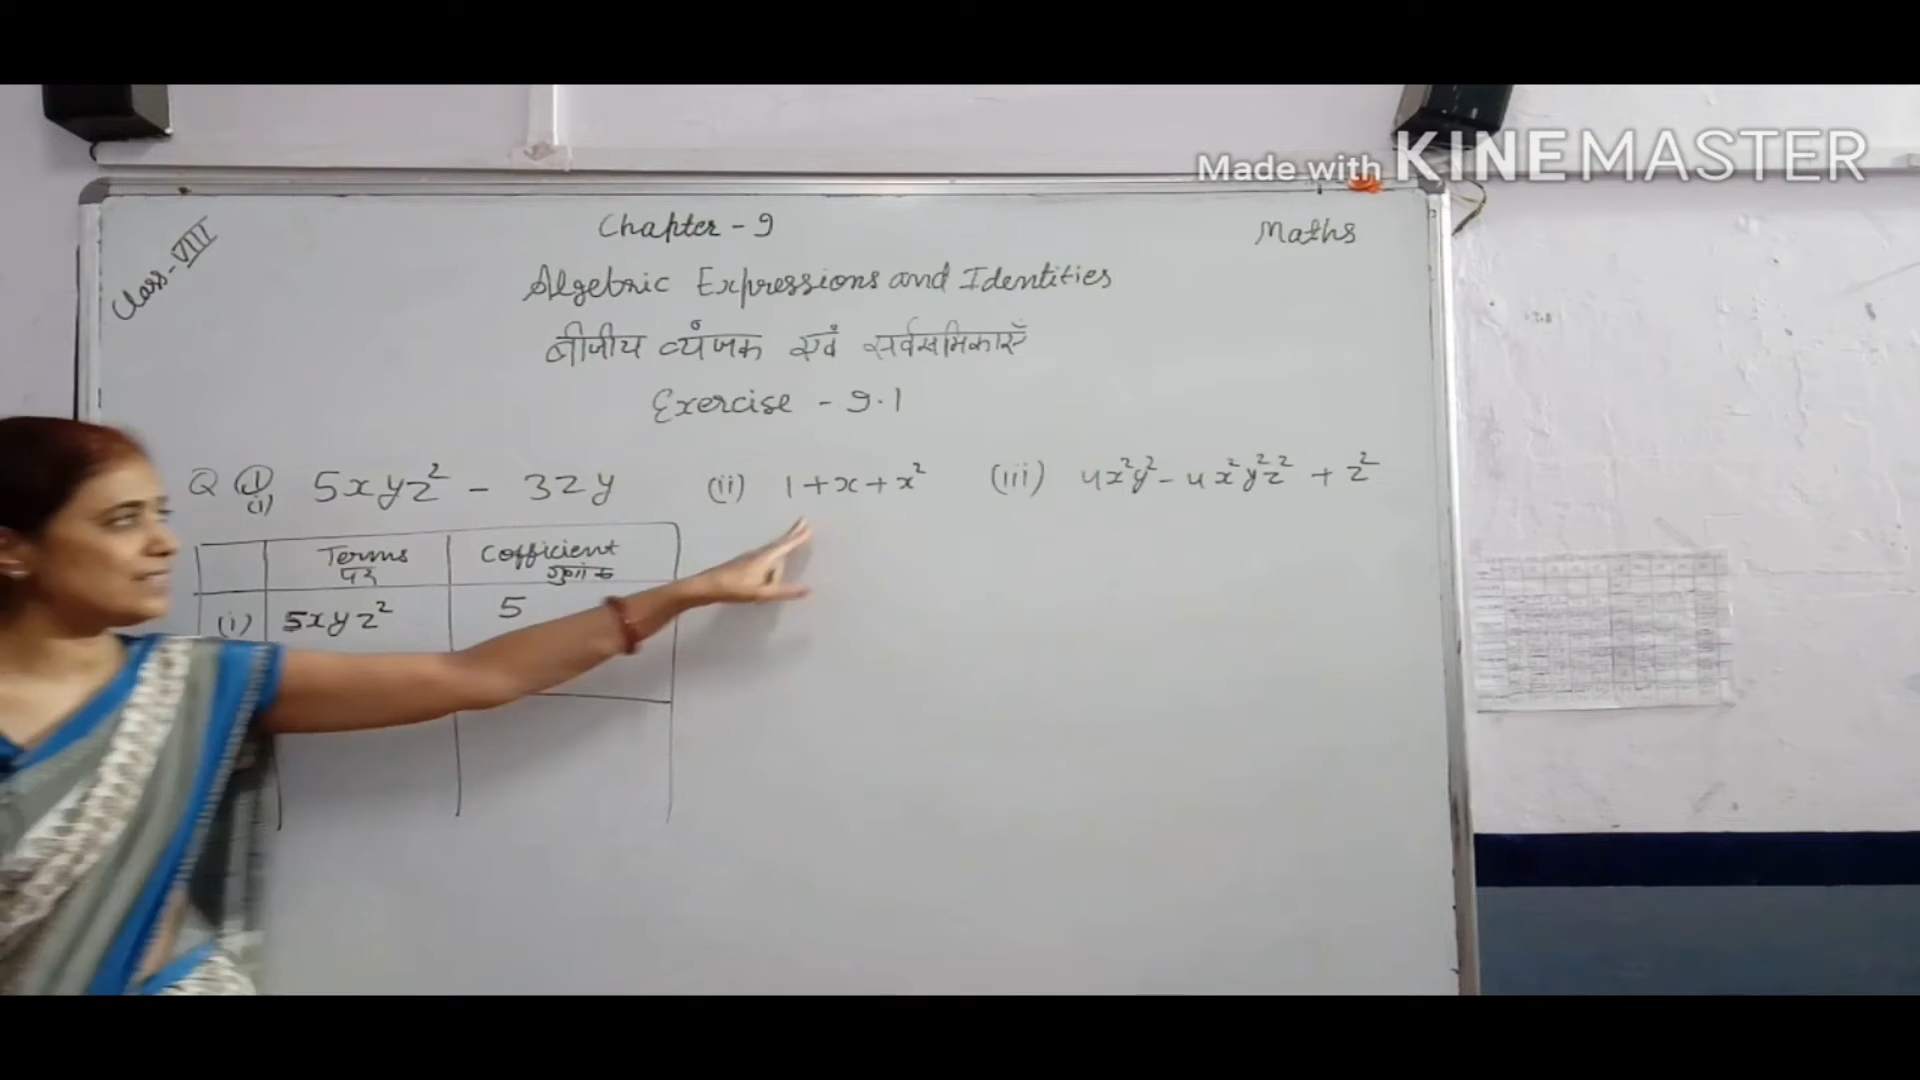 Made with KINEMASTER
Chapter - 9
Maths
Class - VIII
Algebric Expressions and Identities
बीजीय व्यंजक एवं सर्वसमिकाएँ
Exercise - 9.1
Q ① (i) 5xyz² - 3zy (ii) 1+x+x² (iii) 4x²y² - 4x²y²z² + z²
Terms Cofficient
पद गुणांक
(i) 5xyz² 5